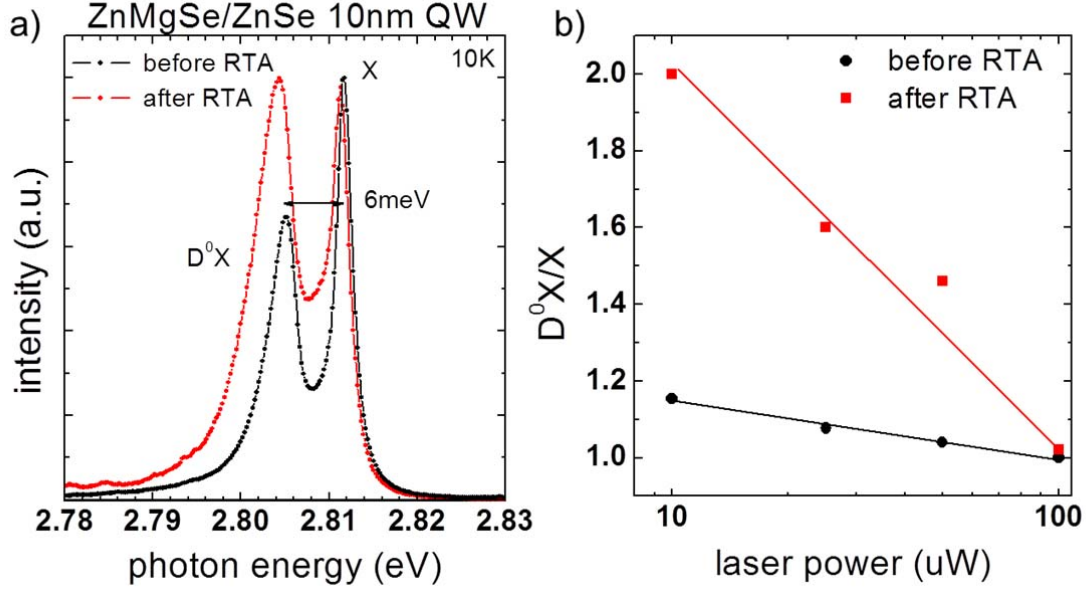 a)
ZnMgSe/ZnSe 10nm QW
before RTA
after RTA
10K
X
6meV
D⁰X
intensity (a.u.)
2.78 2.79 2.80 2.81 2.82 2.83
photon energy (eV)
b)
before RTA
after RTA
D⁰X/X
2.0
1.8
1.6
1.4
1.2
1.0
10 100
laser power (uW)